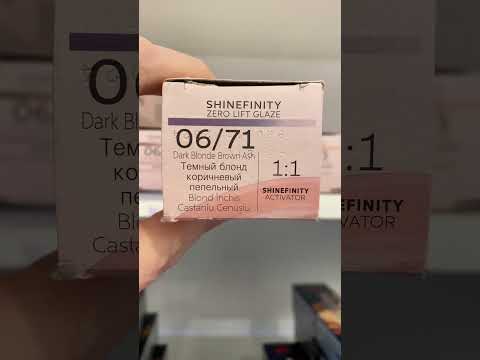 SHINEFINITY
ZERO LIFT GLAZE
06/71
Dark Blonde Brown Ash
Темный блонд
коричневый
пепельный
Blond Inchis
Castaniu Cenusiu
1:1
SHINEFINITY
ACTIVATOR